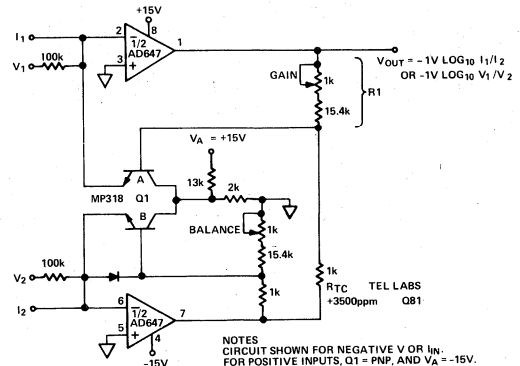 +15V
I1
2
8
1/2
AD647
1
V1
100k
3
VOUT = −1V LOG10 I1/I2
OR −1V LOG10 V1/V2
GAIN
1k
R1
15.4k
VA = +15V
A
MP318 Q1
B
13k
2k
BALANCE
1k
15.4k
1k
1k
RTC
+3500ppm
TEL LABS
Q81
V2
100k
I2
6
1/2
AD647
7
5
4
−15V
NOTES
CIRCUIT SHOWN FOR NEGATIVE V OR IIN.
FOR POSITIVE INPUTS, Q1 = PNP, AND VA = −15V.